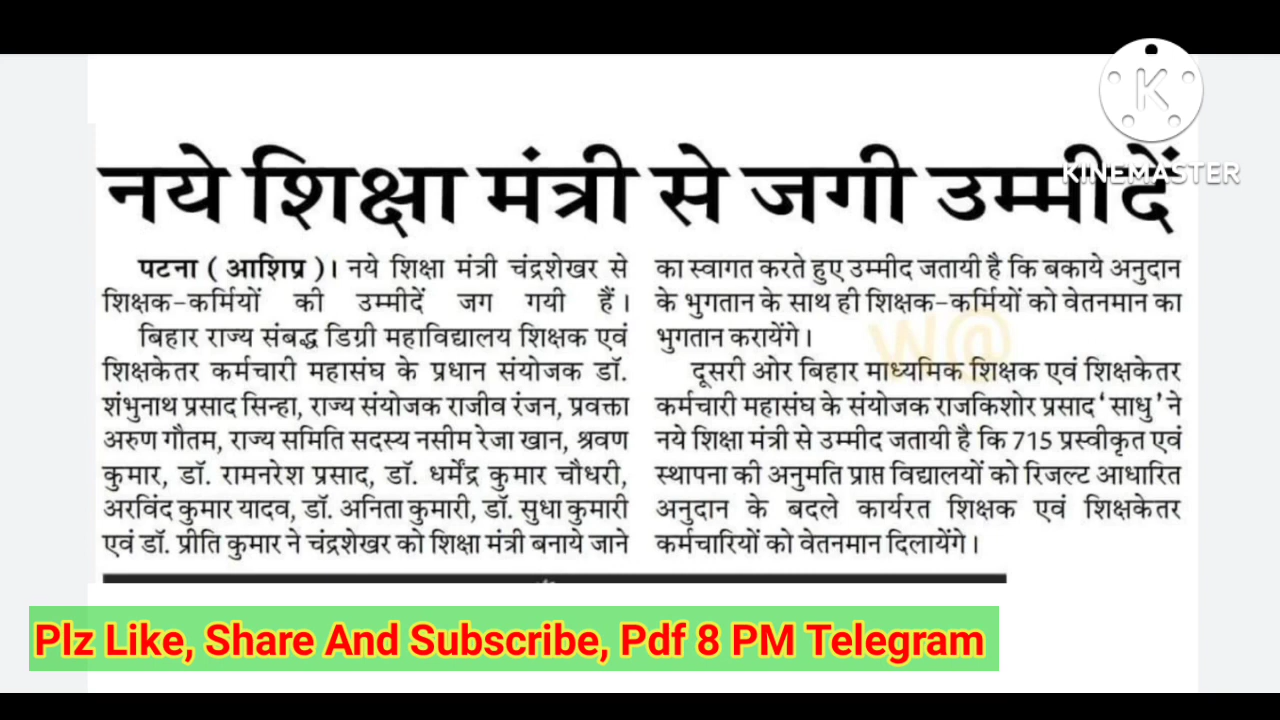 नये शिक्षा मंत्री से जगी उम्मीदें
KINEMASTER
पटना ( आशिप्र )। नये शिक्षा मंत्री चंद्रशेखर से
शिक्षक-कर्मियों की उम्मीदें जग गयी हैं।
बिहार राज्य संबद्ध डिग्री महाविद्यालय शिक्षक एवं
शिक्षकेतर कर्मचारी महासंघ के प्रधान संयोजक डॉ.
शंभुनाथ प्रसाद सिन्हा, राज्य संयोजक राजीव रंजन, प्रवक्ता
अरुण गौतम, राज्य समिति सदस्य नसीम रेजा खान, श्रवण
कुमार, डॉ. रामनरेश प्रसाद, डॉ. धर्मेंद्र कुमार चौधरी,
अरविंद कुमार यादव, डॉ. अनिता कुमारी, डॉ. सुधा कुमारी
एवं डॉ. प्रीति कुमार ने चंद्रशेखर को शिक्षा मंत्री बनाये जाने
का स्वागत करते हुए उम्मीद जतायी है कि बकाये अनुदान
के भुगतान के साथ ही शिक्षक-कर्मियों को वेतनमान का
भुगतान करायेंगे।
W@
दूसरी ओर बिहार माध्यमिक शिक्षक एवं शिक्षकेतर
कर्मचारी महासंघ के संयोजक राजकिशोर प्रसाद ‘साधु’ ने
नये शिक्षा मंत्री से उम्मीद जतायी है कि 715 प्रस्वीकृत एवं
स्थापना की अनुमति प्राप्त विद्यालयों को रिजल्ट आधारित
अनुदान के बदले कार्यरत शिक्षक एवं शिक्षकेतर
कर्मचारियों को वेतनमान दिलायेंगे।
Plz Like, Share And Subscribe, Pdf 8 PM Telegram